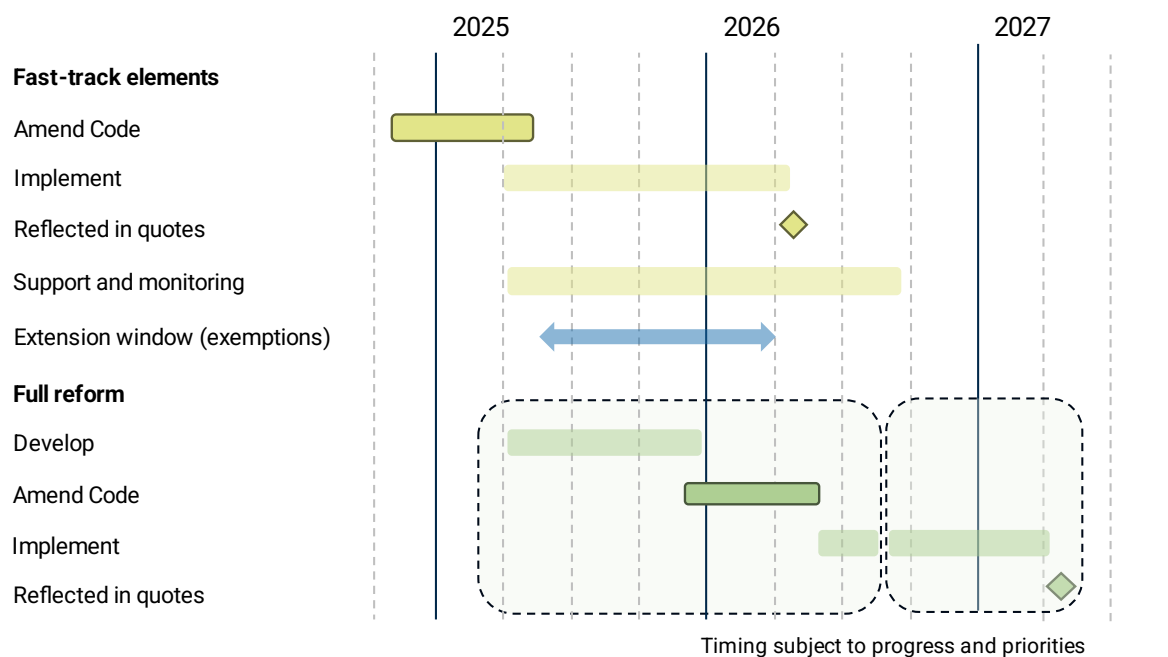 2025 2026 2027
Fast-track elements
Amend Code
Implement
Reflected in quotes
Support and monitoring
Extension window (exemptions)
Full reform
Develop
Amend Code
Implement
Reflected in quotes
Timing subject to progress and priorities